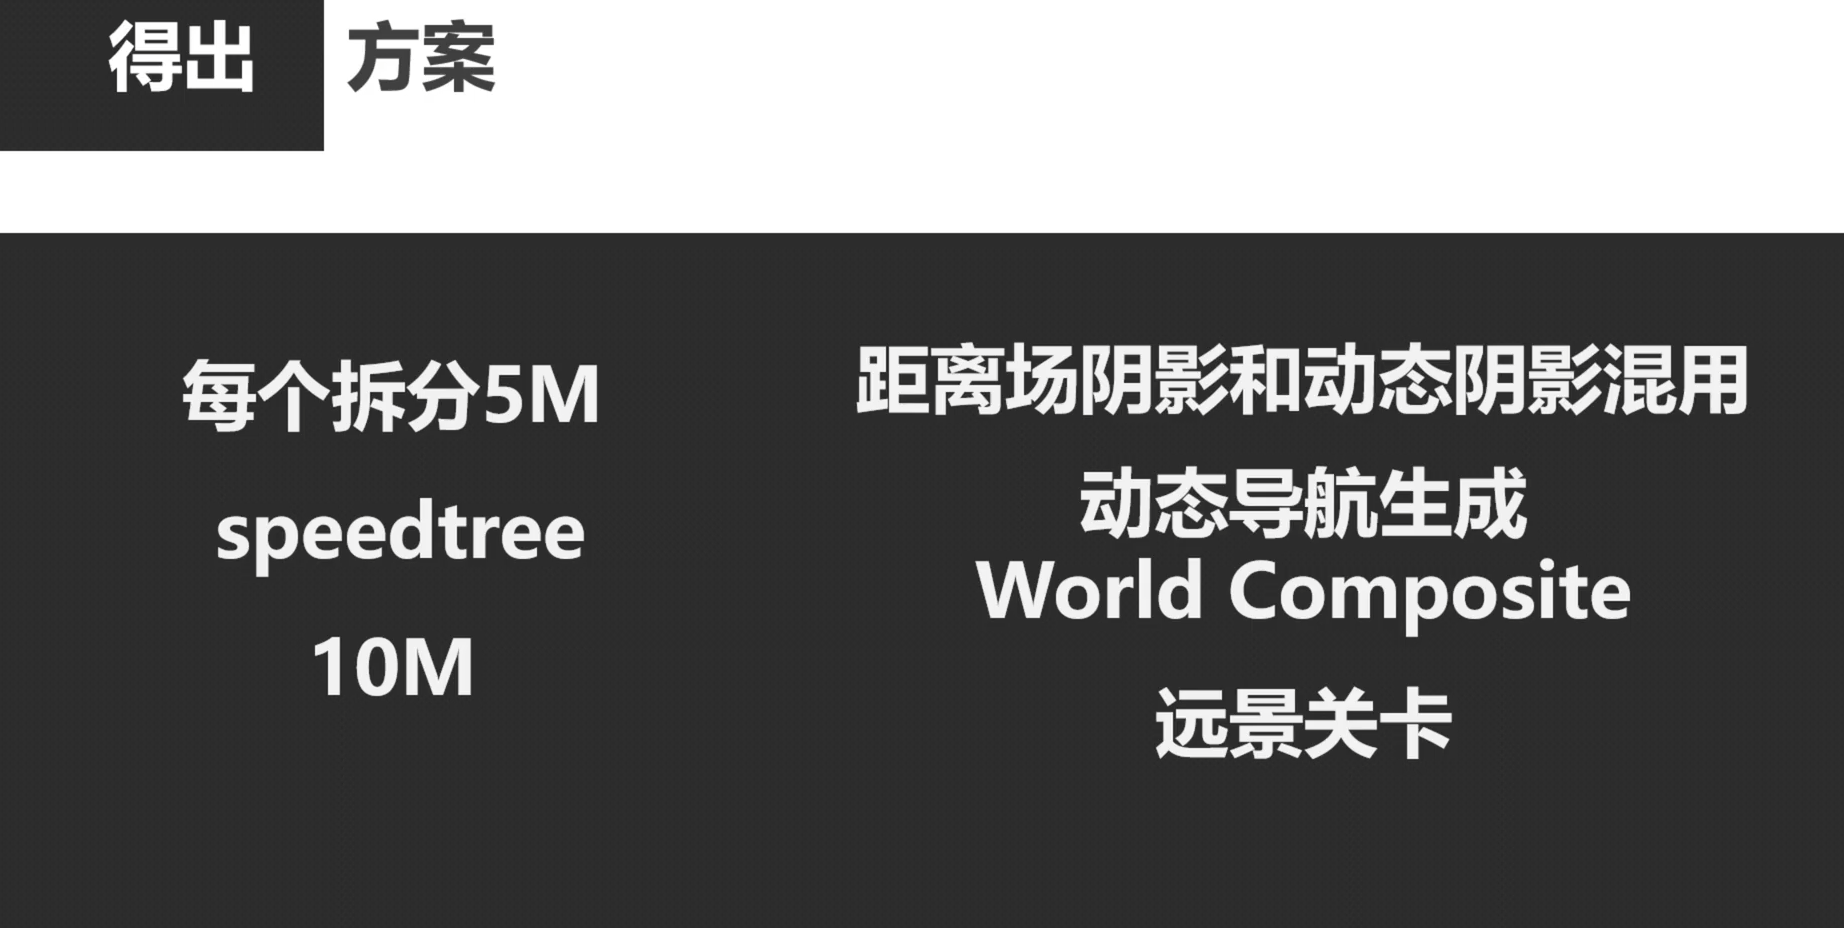 得出 方案
每个拆分5M
speedtree
10M
距离场阴影和动态阴影混用
动态导航生成
World Composite
远景关卡